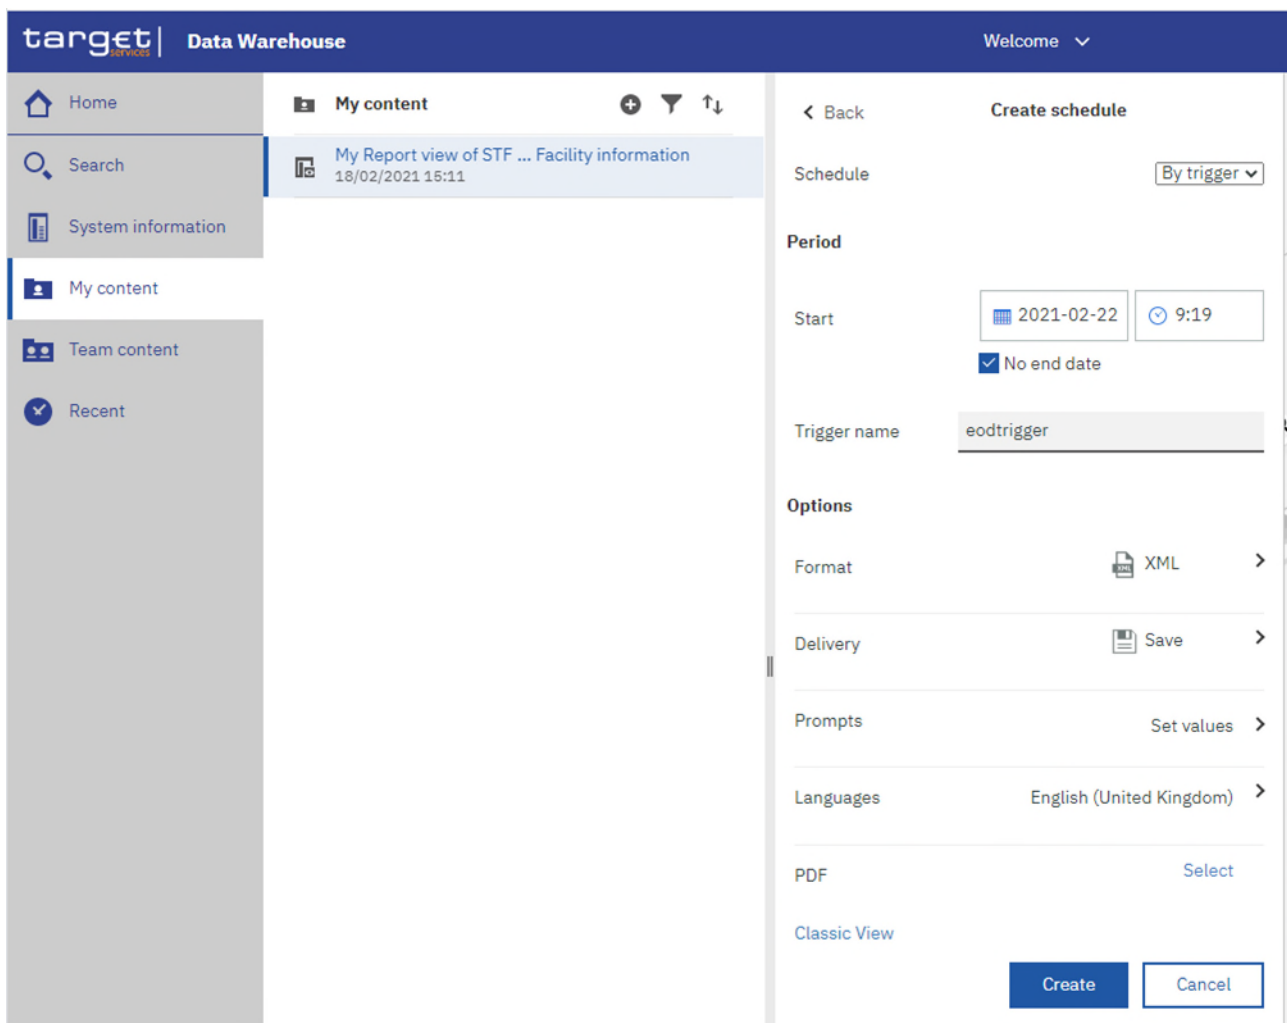 target services | Data Warehouse
Welcome
Home
Search
System information
My content
Team content
Recent
My content
My Report view of STF ... Facility information
18/02/2021 15:11
Back
Create schedule
Schedule
By trigger
Period
Start
2021-02-22
9:19
No end date
Trigger name
eodtrigger
Options
Format
XML
Delivery
Save
Prompts
Set values
Languages
English (United Kingdom)
PDF
Select
Classic View
Create
Cancel